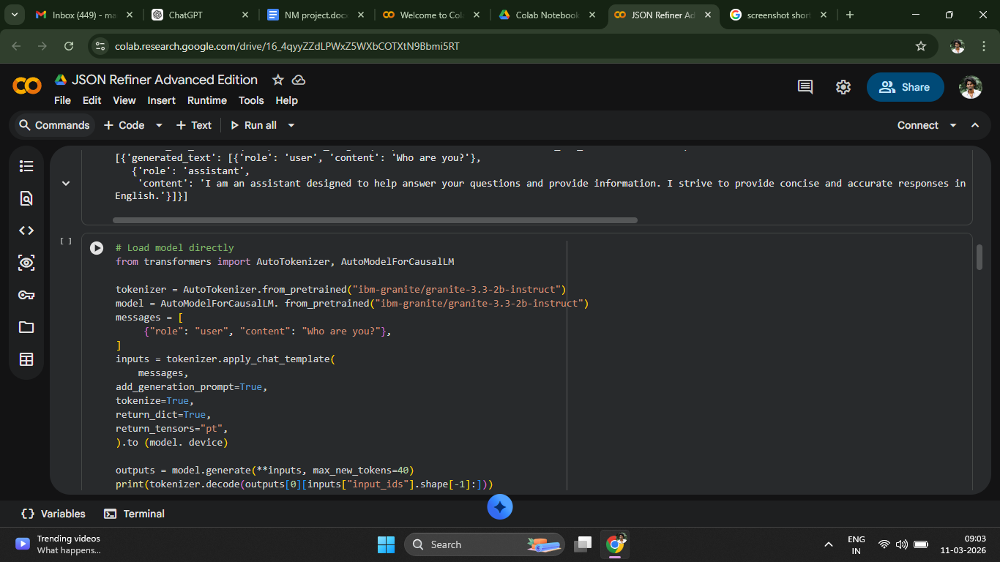 Inbox (449) - ma
ChatGPT
NM project.docx
Welcome to Col
Colab Notebook
JSON Refiner Ad
screenshot short
colab.research.google.com/drive/16_4qyyZZdLPWxZ5WXbCOTXtN9Bbmi5RT
JSON Refiner Advanced Edition
File Edit View Insert Runtime Tools Help
Share
Commands + Code + Text Run all
Connect
[{'generated_text': [{'role': 'user', 'content': 'Who are you?'},
{'role': 'assistant',
'content': 'I am an assistant designed to help answer your questions and provide information. I strive to provide concise and accurate responses in
English.'}]}]
[ ]
# Load model directly
from transformers import AutoTokenizer, AutoModelForCausalLM
tokenizer = AutoTokenizer.from_pretrained("ibm-granite/granite-3.3-2b-instruct")
model = AutoModelForCausalLM. from_pretrained("ibm-granite/granite-3.3-2b-instruct")
messages = [
{"role": "user", "content": "Who are you?"},
]
inputs = tokenizer.apply_chat_template(
messages,
add_generation_prompt=True,
tokenize=True,
return_dict=True,
return_tensors="pt",
).to (model. device)
outputs = model.generate(**inputs, max_new_tokens=40)
print(tokenizer.decode(outputs[0][inputs["input_ids"].shape[-1]:]))
Variables
Terminal
Trending videos
What happens...
Search
ENG
IN
09:03
11-03-2026